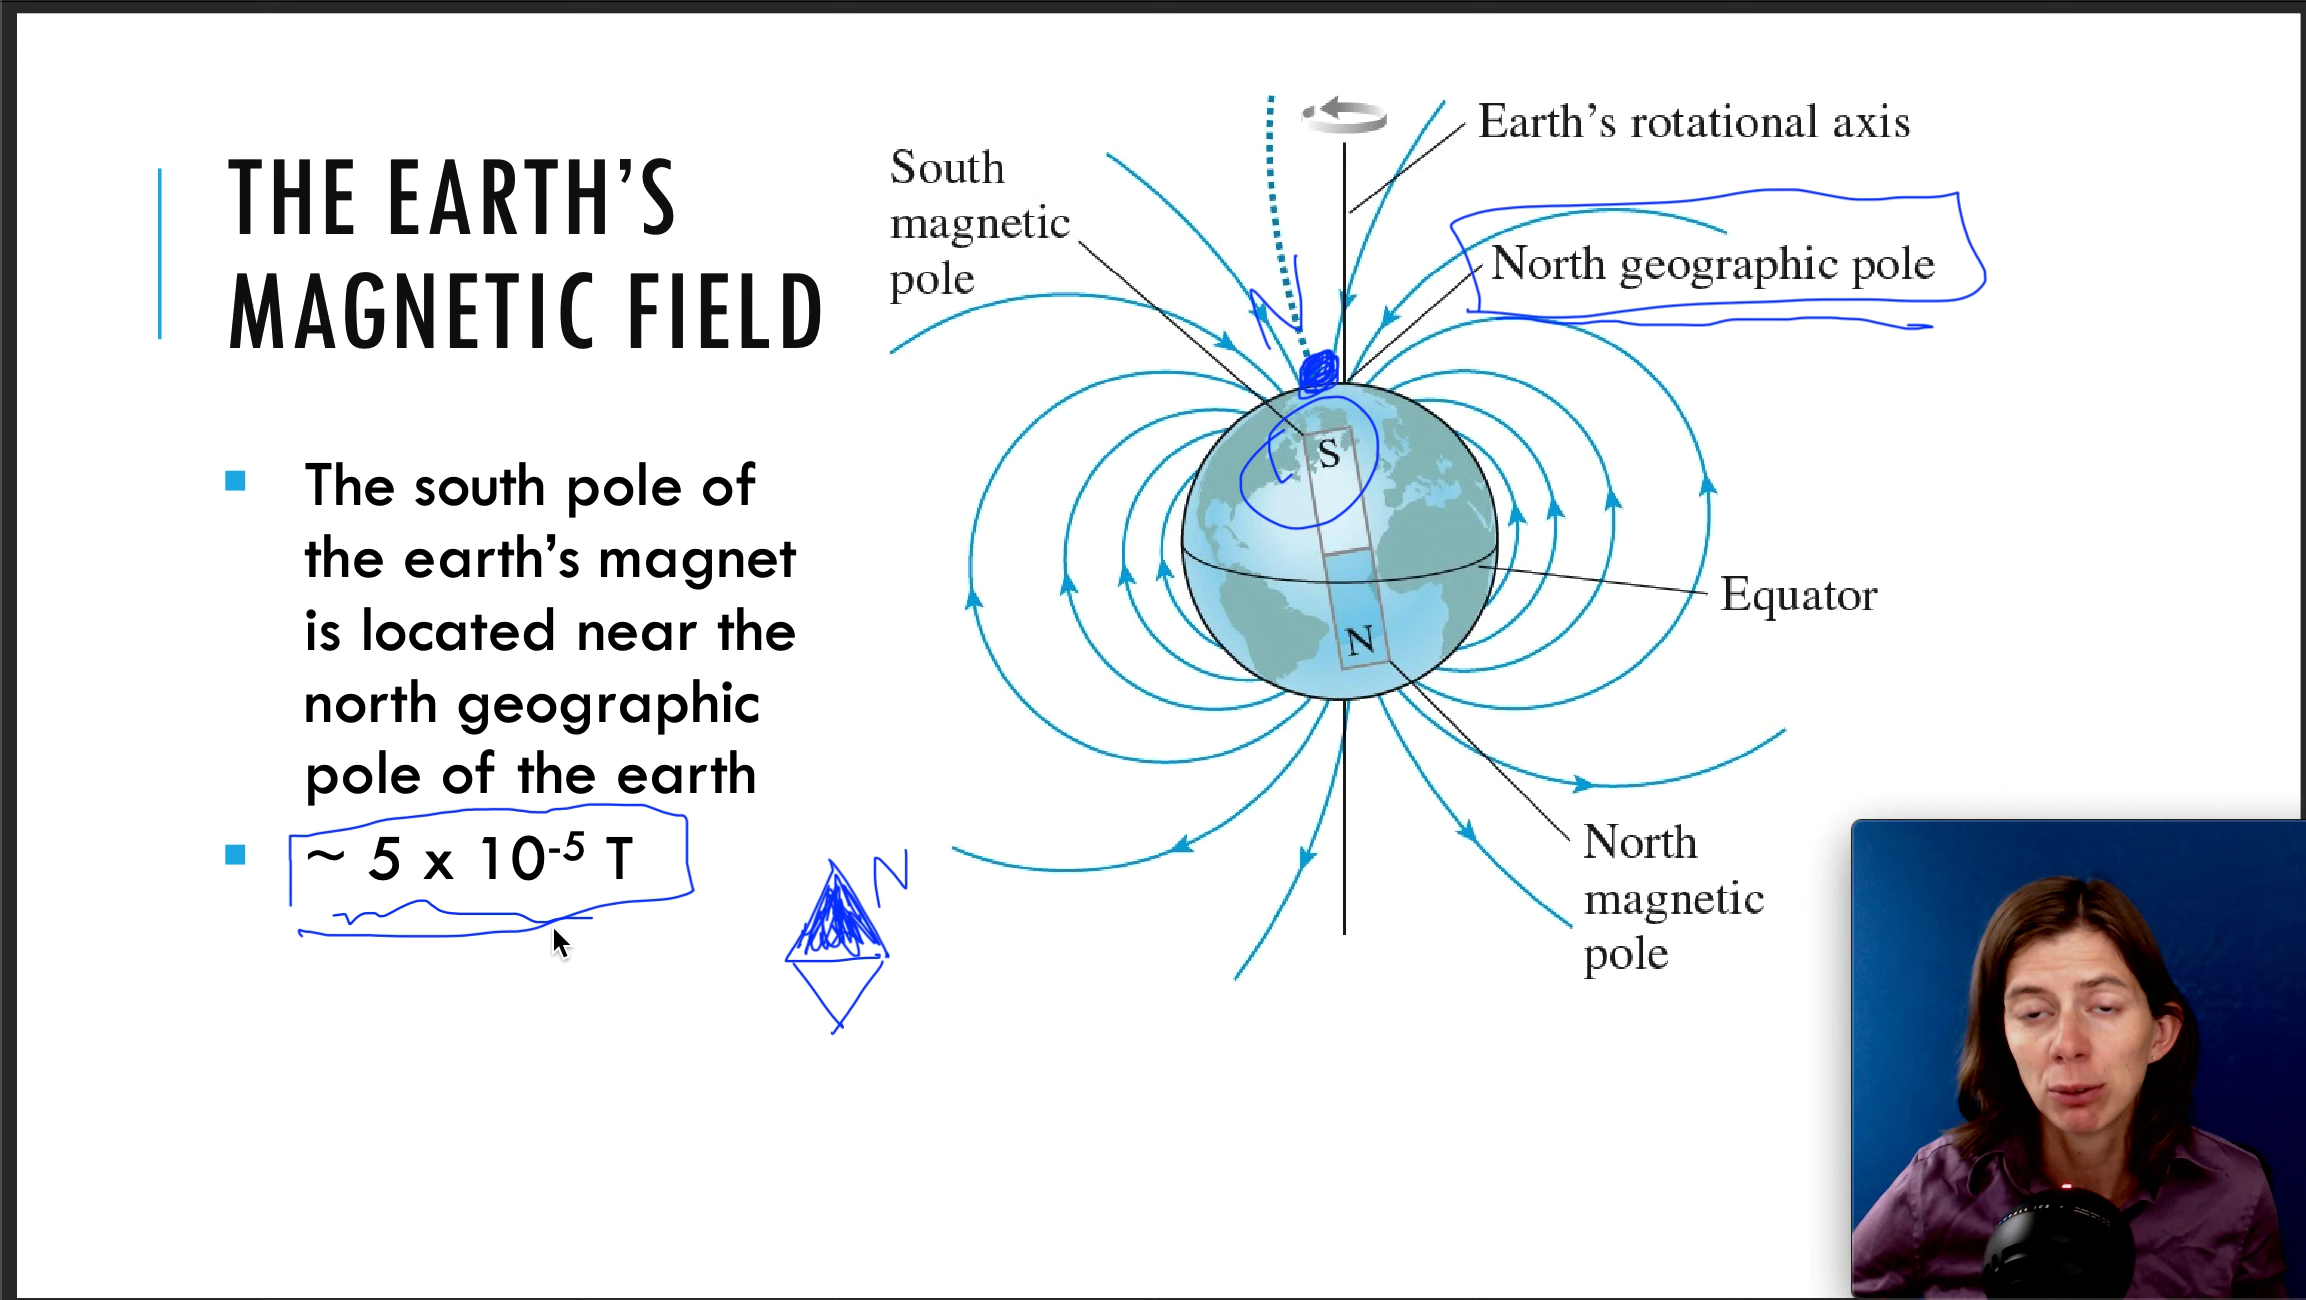 THE EARTH'S
MAGNETIC FIELD
The south pole of
the earth's magnet
is located near the
north geographic
pole of the earth
~ 5 x 10⁻⁵ T
N
South
magnetic
pole
Earth's rotational axis
North geographic pole
N
S
N
Equator
North
magnetic
pole